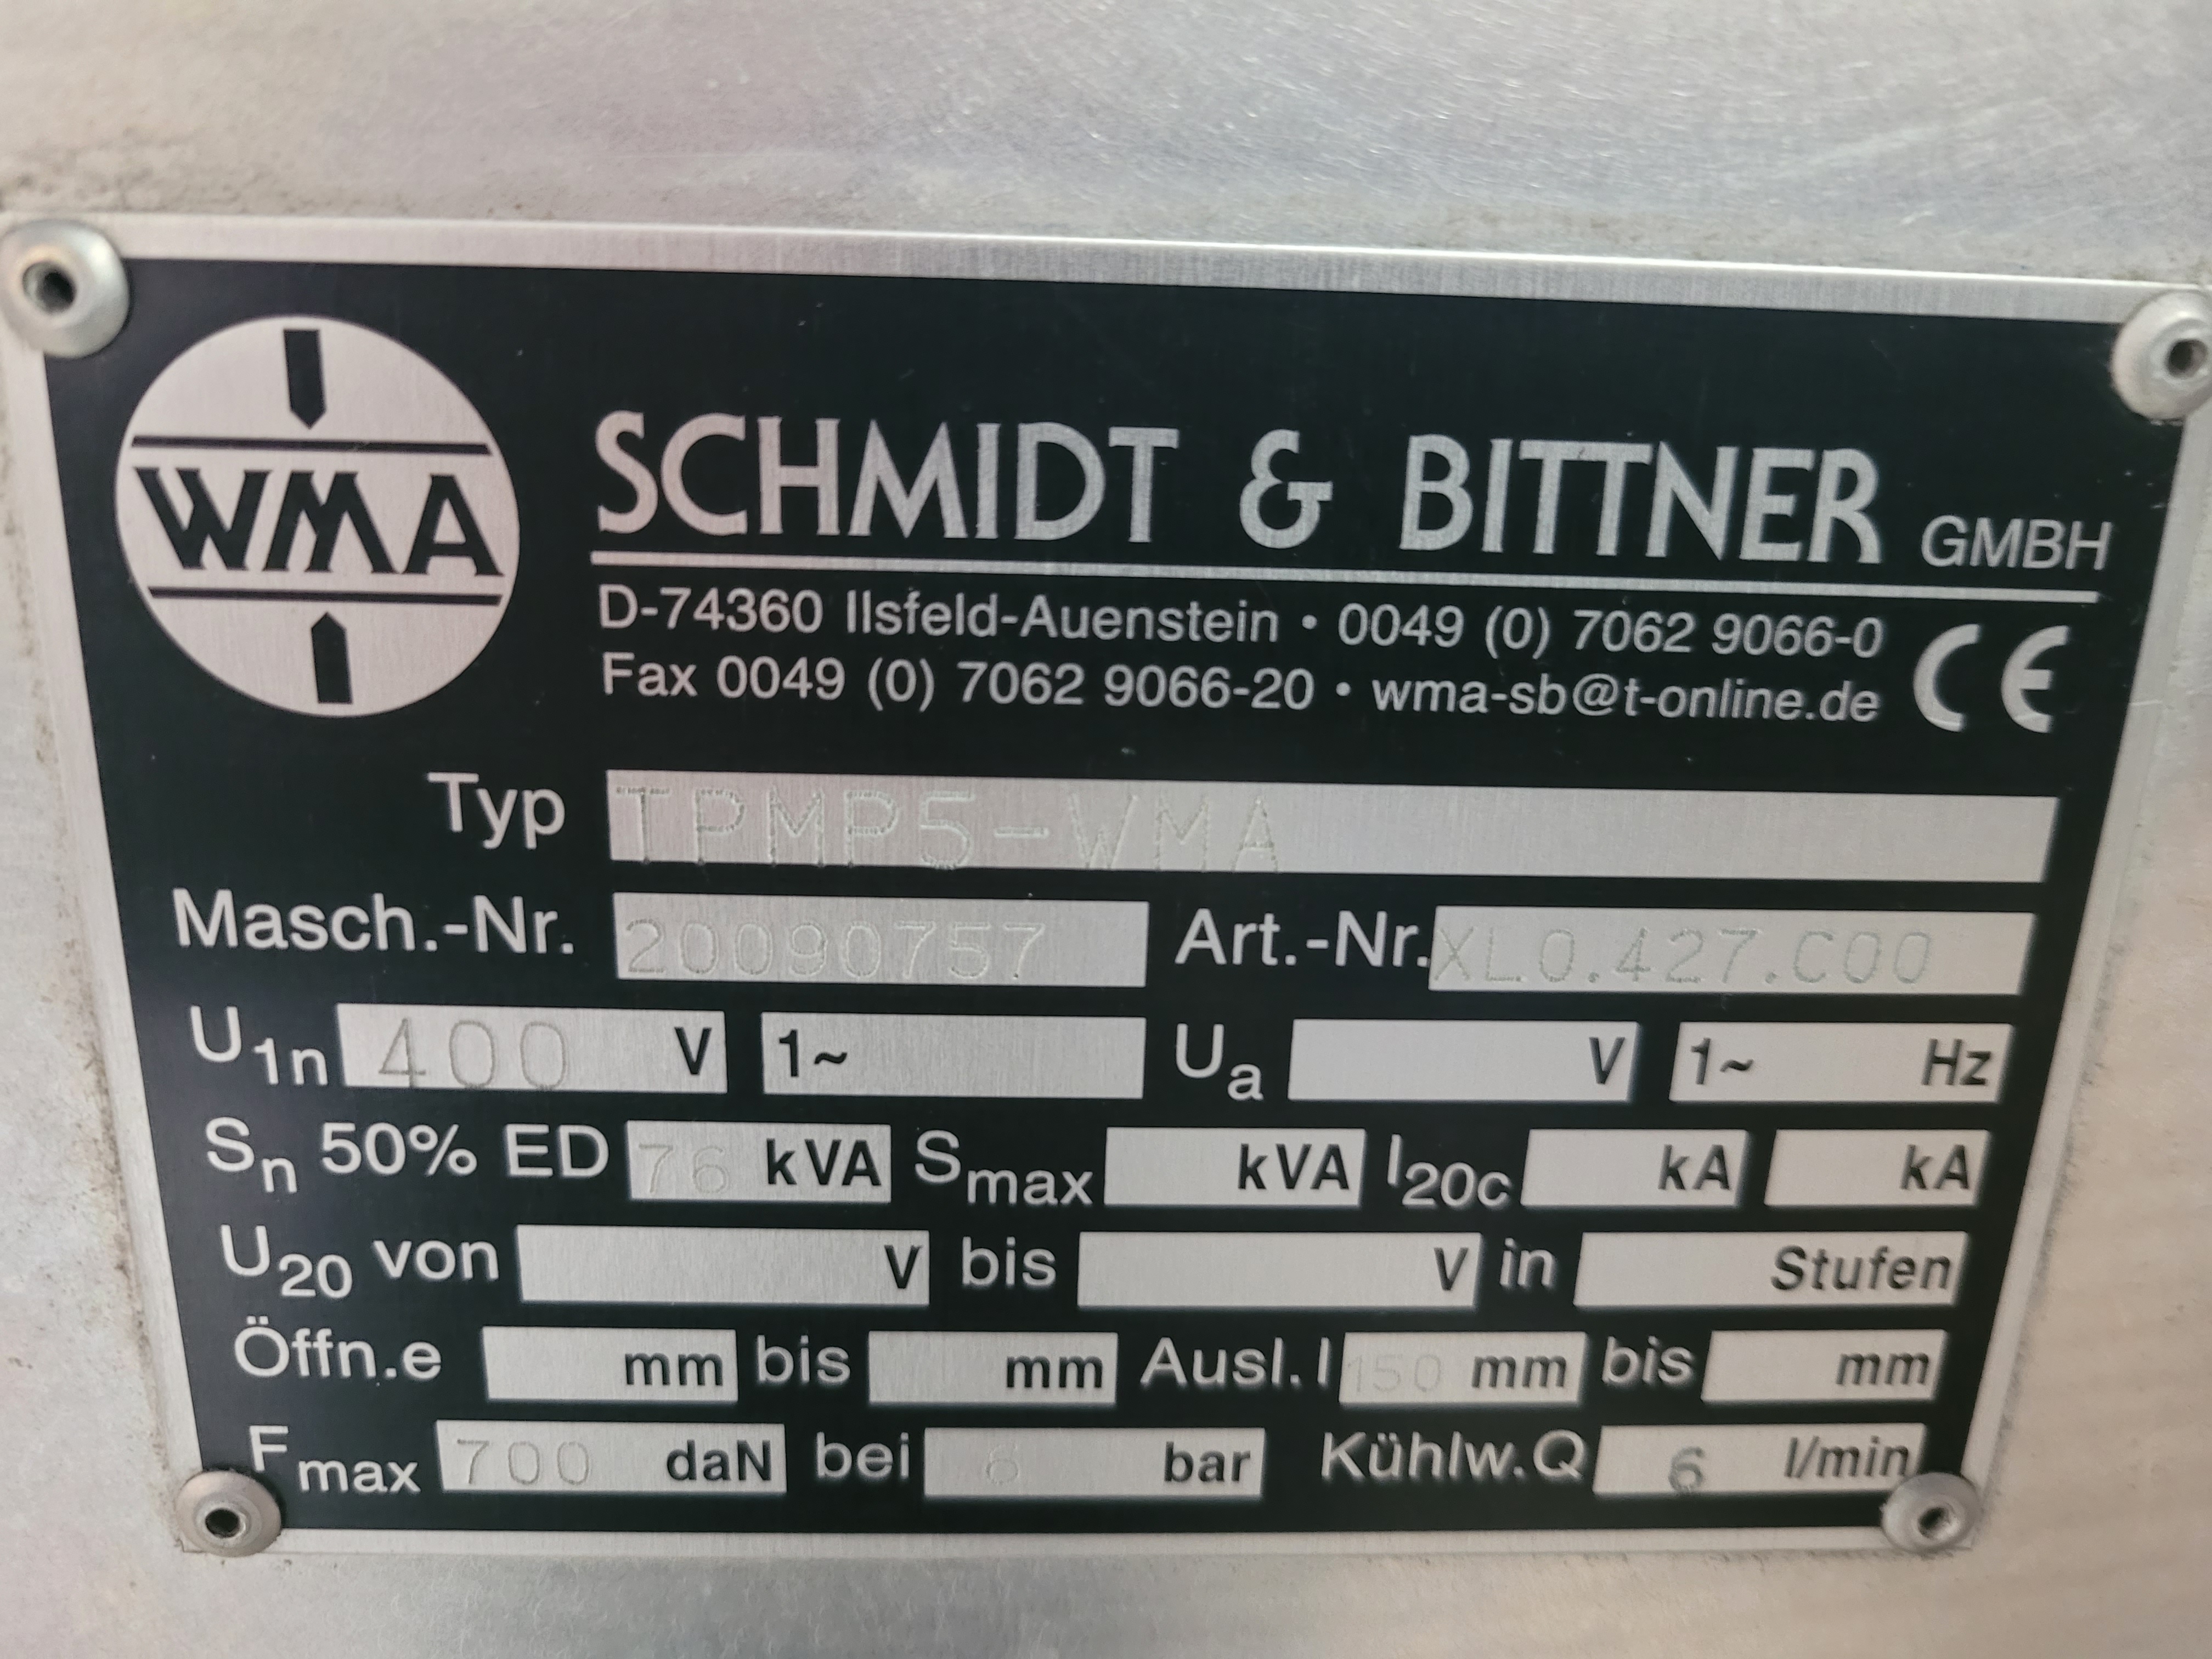 WMA
SCHMIDT & BITTNER GMBH
D-74360 Ilsfeld-Auenstein • 0049 (0) 7062 9066-0
Fax 0049 (0) 7062 9066-20 • wma-sb@t-online.de CE
Typ TPMP5-WMA
Masch.-Nr. 20090757 Art.-Nr. XL0.427.C00
U1n 400 V 1~ Ua V 1~ Hz
Sn 50% ED 76 kVA Smax kVA I20c kA kA
U20 von V bis V in Stufen
Öffn.e mm bis mm Ausl.l 150 mm bis mm
Fmax 700 daN bei 6 bar Kühlw.Q 6 l/min